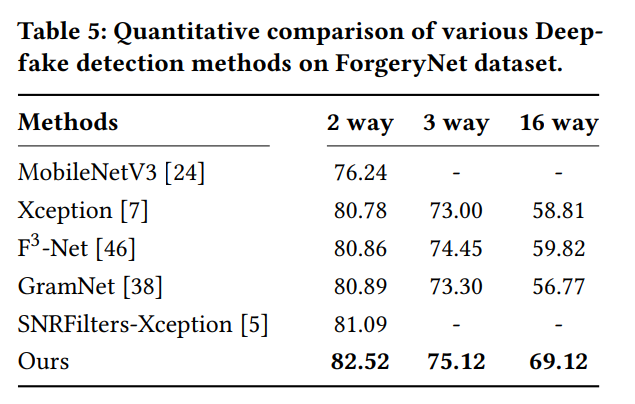 Table 5: Quantitative comparison of various Deep-
fake detection methods on ForgeryNet dataset.
Methods 2 way 3 way 16 way
MobileNetV3 [24] 76.24 - -
Xception [7] 80.78 73.00 58.81
F³-Net [46] 80.86 74.45 59.82
GramNet [38] 80.89 73.30 56.77
SNRFilters-Xception [5] 81.09 - -
Ours 82.52 75.12 69.12